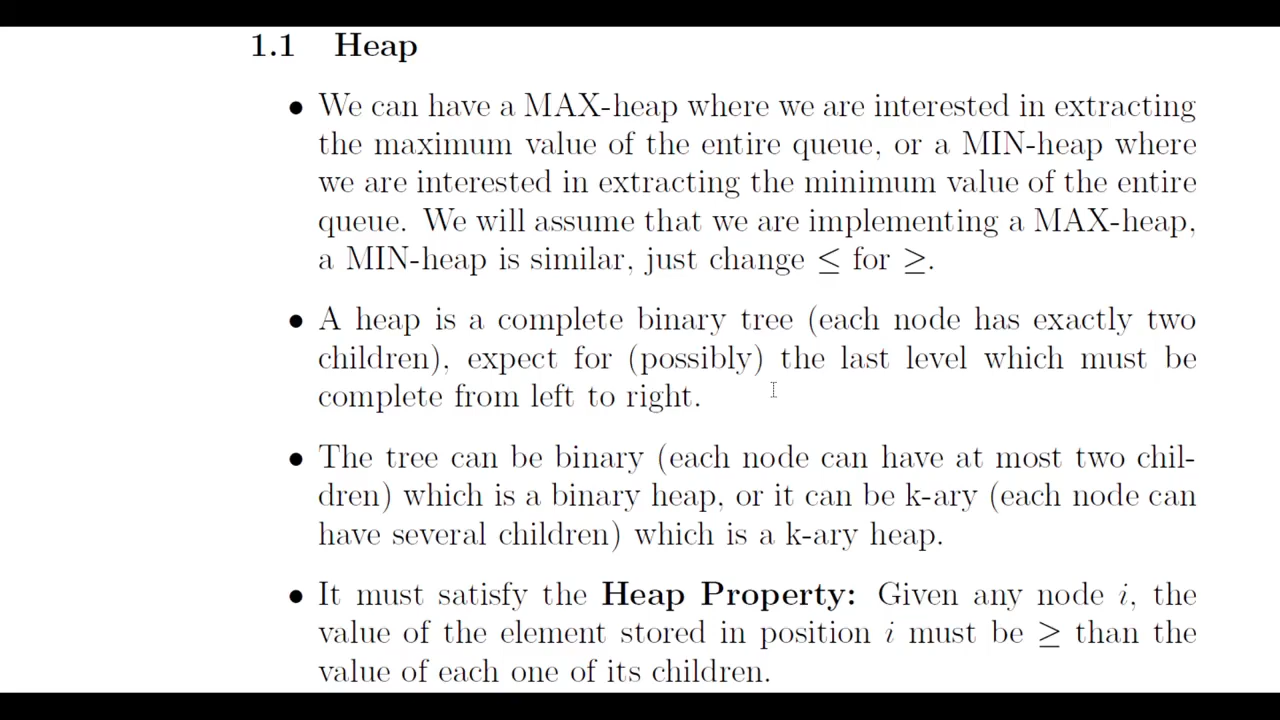 1.1 Heap
• We can have a MAX-heap where we are interested in extracting
the maximum value of the entire queue, or a MIN-heap where
we are interested in extracting the minimum value of the entire
queue. We will assume that we are implementing a MAX-heap,
a MIN-heap is similar, just change ≤ for ≥.
• A heap is a complete binary tree (each node has exactly two
children), expect for (possibly) the last level which must be
complete from left to right.
• The tree can be binary (each node can have at most two chil-
dren) which is a binary heap, or it can be k-ary (each node can
have several children) which is a k-ary heap.
• It must satisfy the Heap Property: Given any node i, the
value of the element stored in position i must be ≥ than the
value of each one of its children.